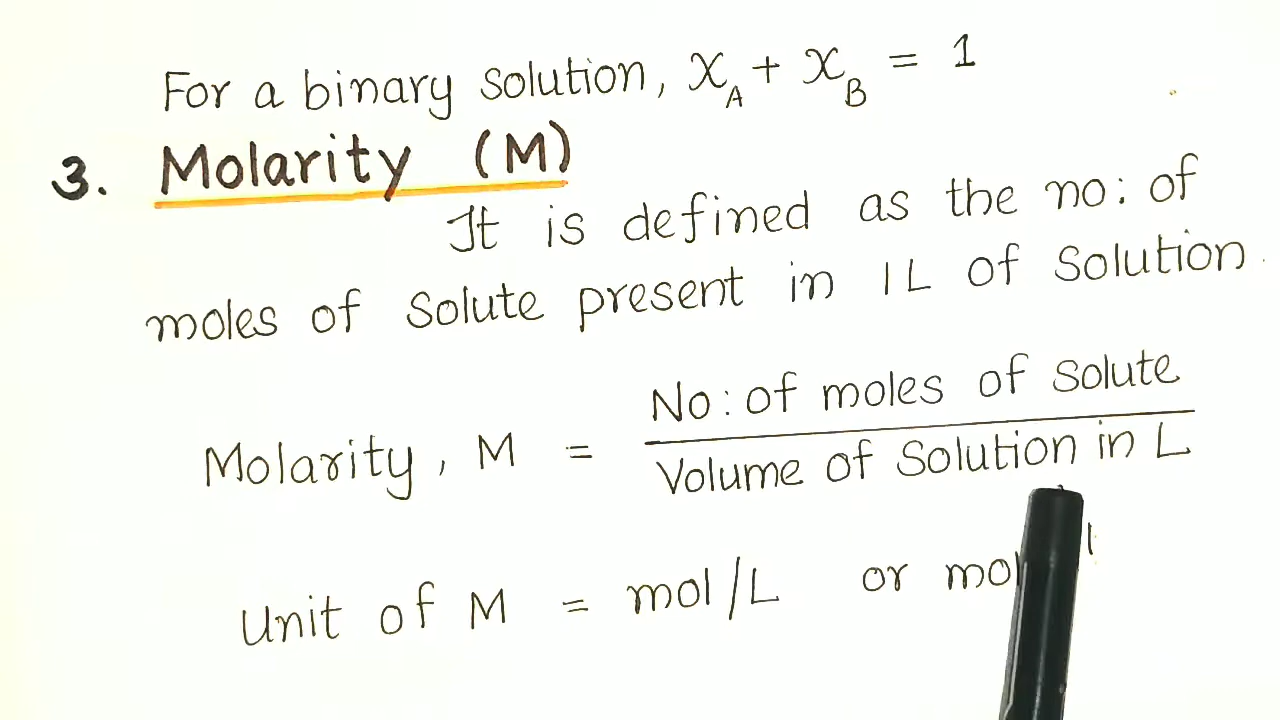 For a binary solution, x_A + x_B = 1
3. Molarity (M)
It is defined as the no: of
moles of solute present in 1L of solution.
No: of moles of solute
Molarity, M =
Volume of solution in L
Unit of M = mol/L or